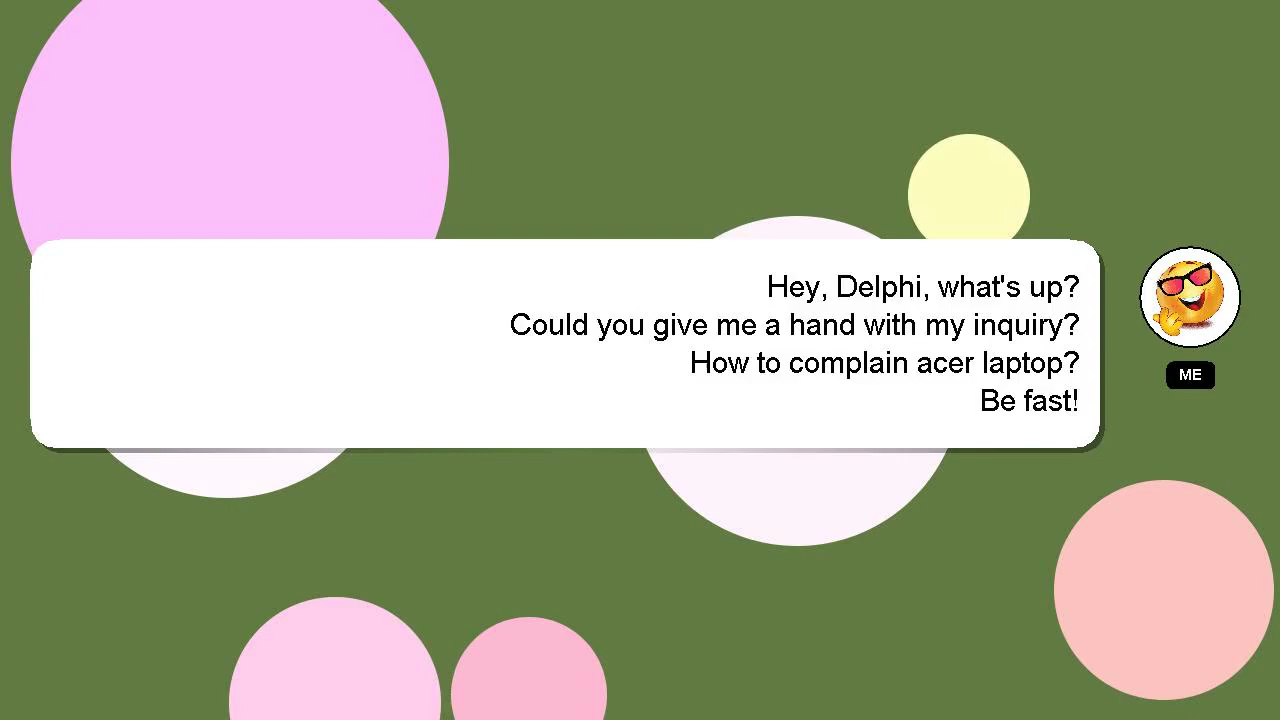 Hey, Delphi, what's up?
Could you give me a hand with my inquiry?
How to complain acer laptop?
Be fast!
ME